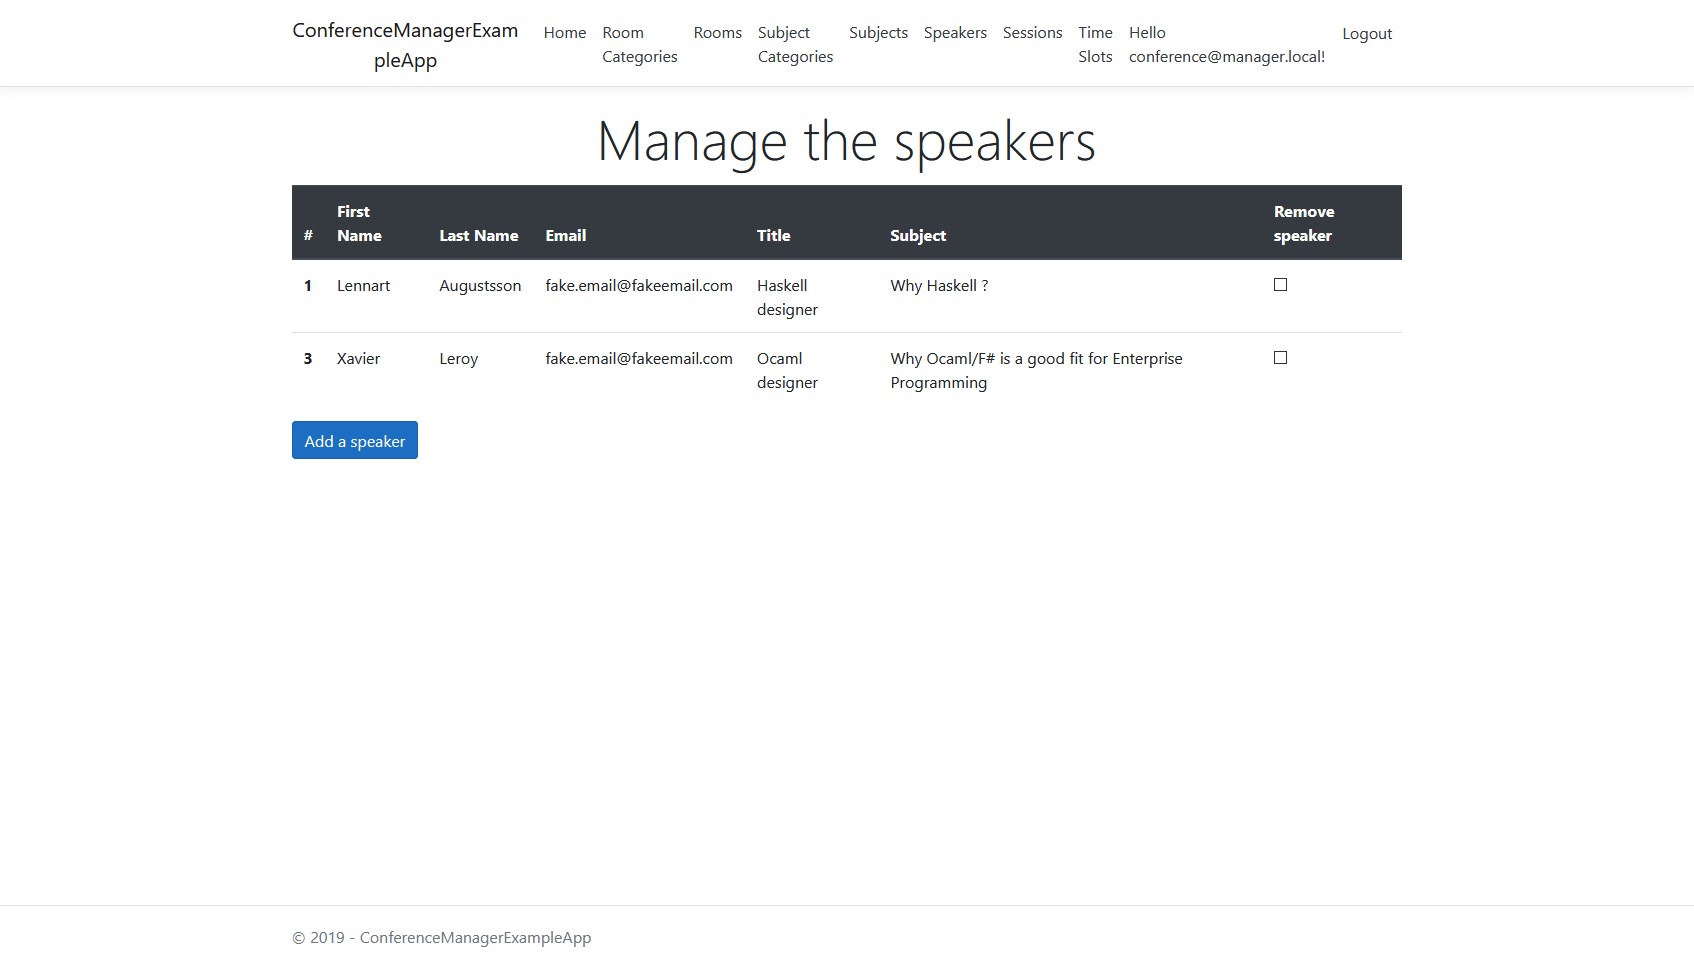 ConferenceManagerExam
pleApp
Home
Room
Categories
Rooms
Subject
Categories
Subjects
Speakers
Sessions
Time
Slots
Hello
conference@manager.local!
Logout
Manage the speakers
# First Name Last Name Email Title Subject Remove speaker
1 Lennart Augustsson fake.email@fakeemail.com Haskell designer Why Haskell ?
3 Xavier Leroy fake.email@fakeemail.com Ocaml designer Why Ocaml/F# is a good fit for Enterprise Programming
Add a speaker
© 2019 - ConferenceManagerExampleApp